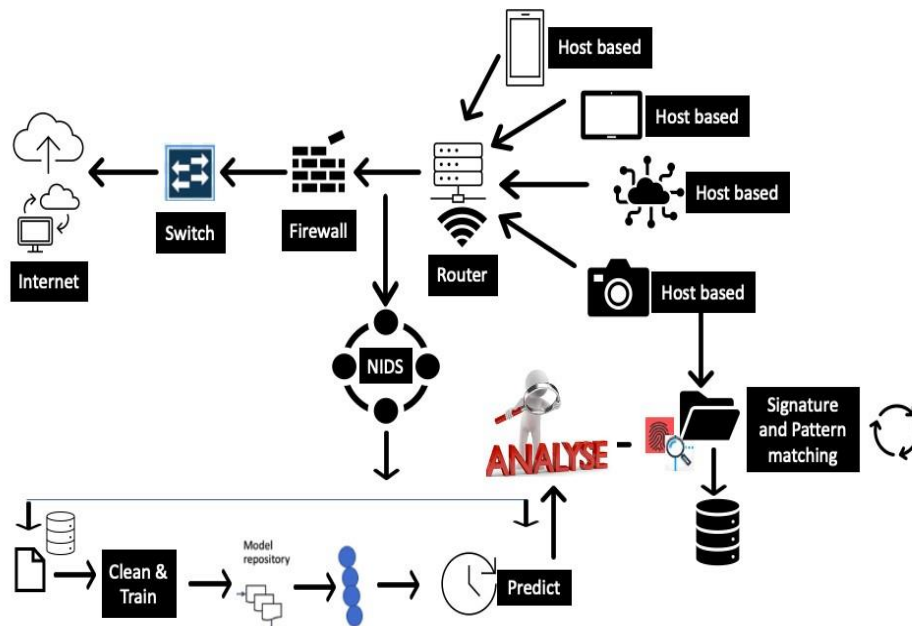 Host based
Host based
Host based
Host based
Internet
Switch
Firewall
Router
NIDS
ANALYSE
Signature
and Pattern
matching
Model
repository
Clean &
Train
Predict